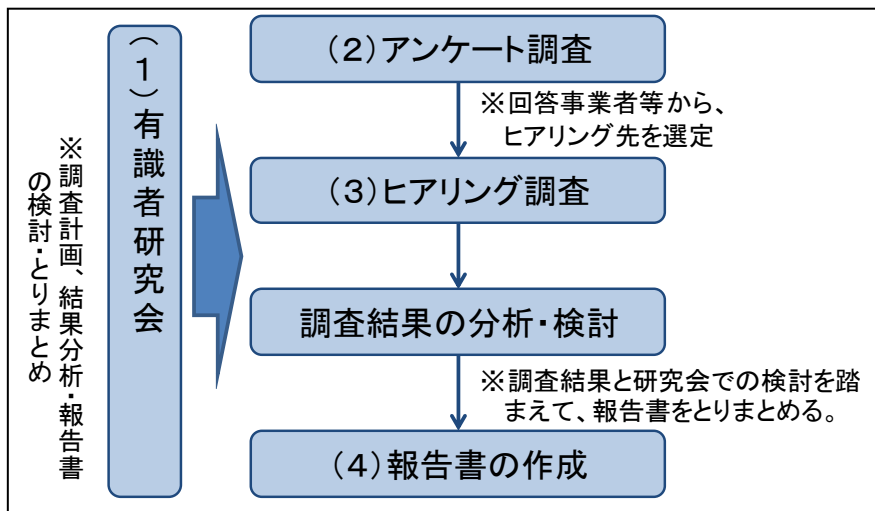 (1)有識者研究会
※調査計画、結果分析・報告書
の検討・とりまとめ
(2)アンケート調査
※回答事業者等から、
ヒアリング先を選定
(3)ヒアリング調査
調査結果の分析・検討
※調査結果と研究会での検討を踏
まえて、報告書をとりまとめる。
(4)報告書の作成